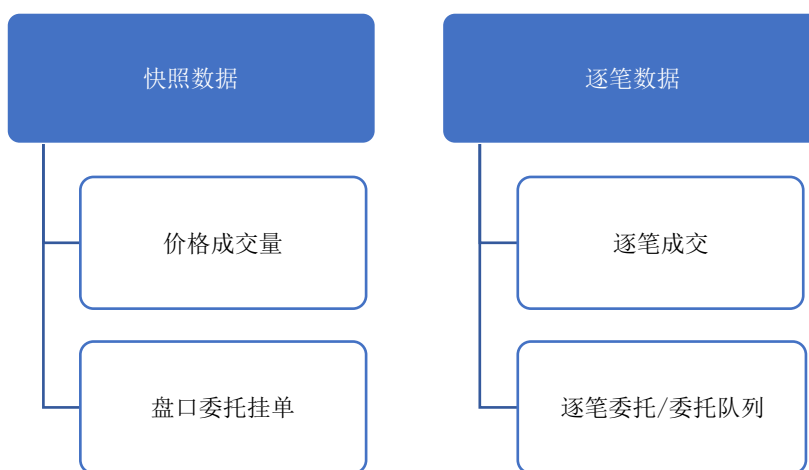 快照数据
价格成交量
盘口委托挂单
逐笔数据
逐笔成交
逐笔委托/委托队列